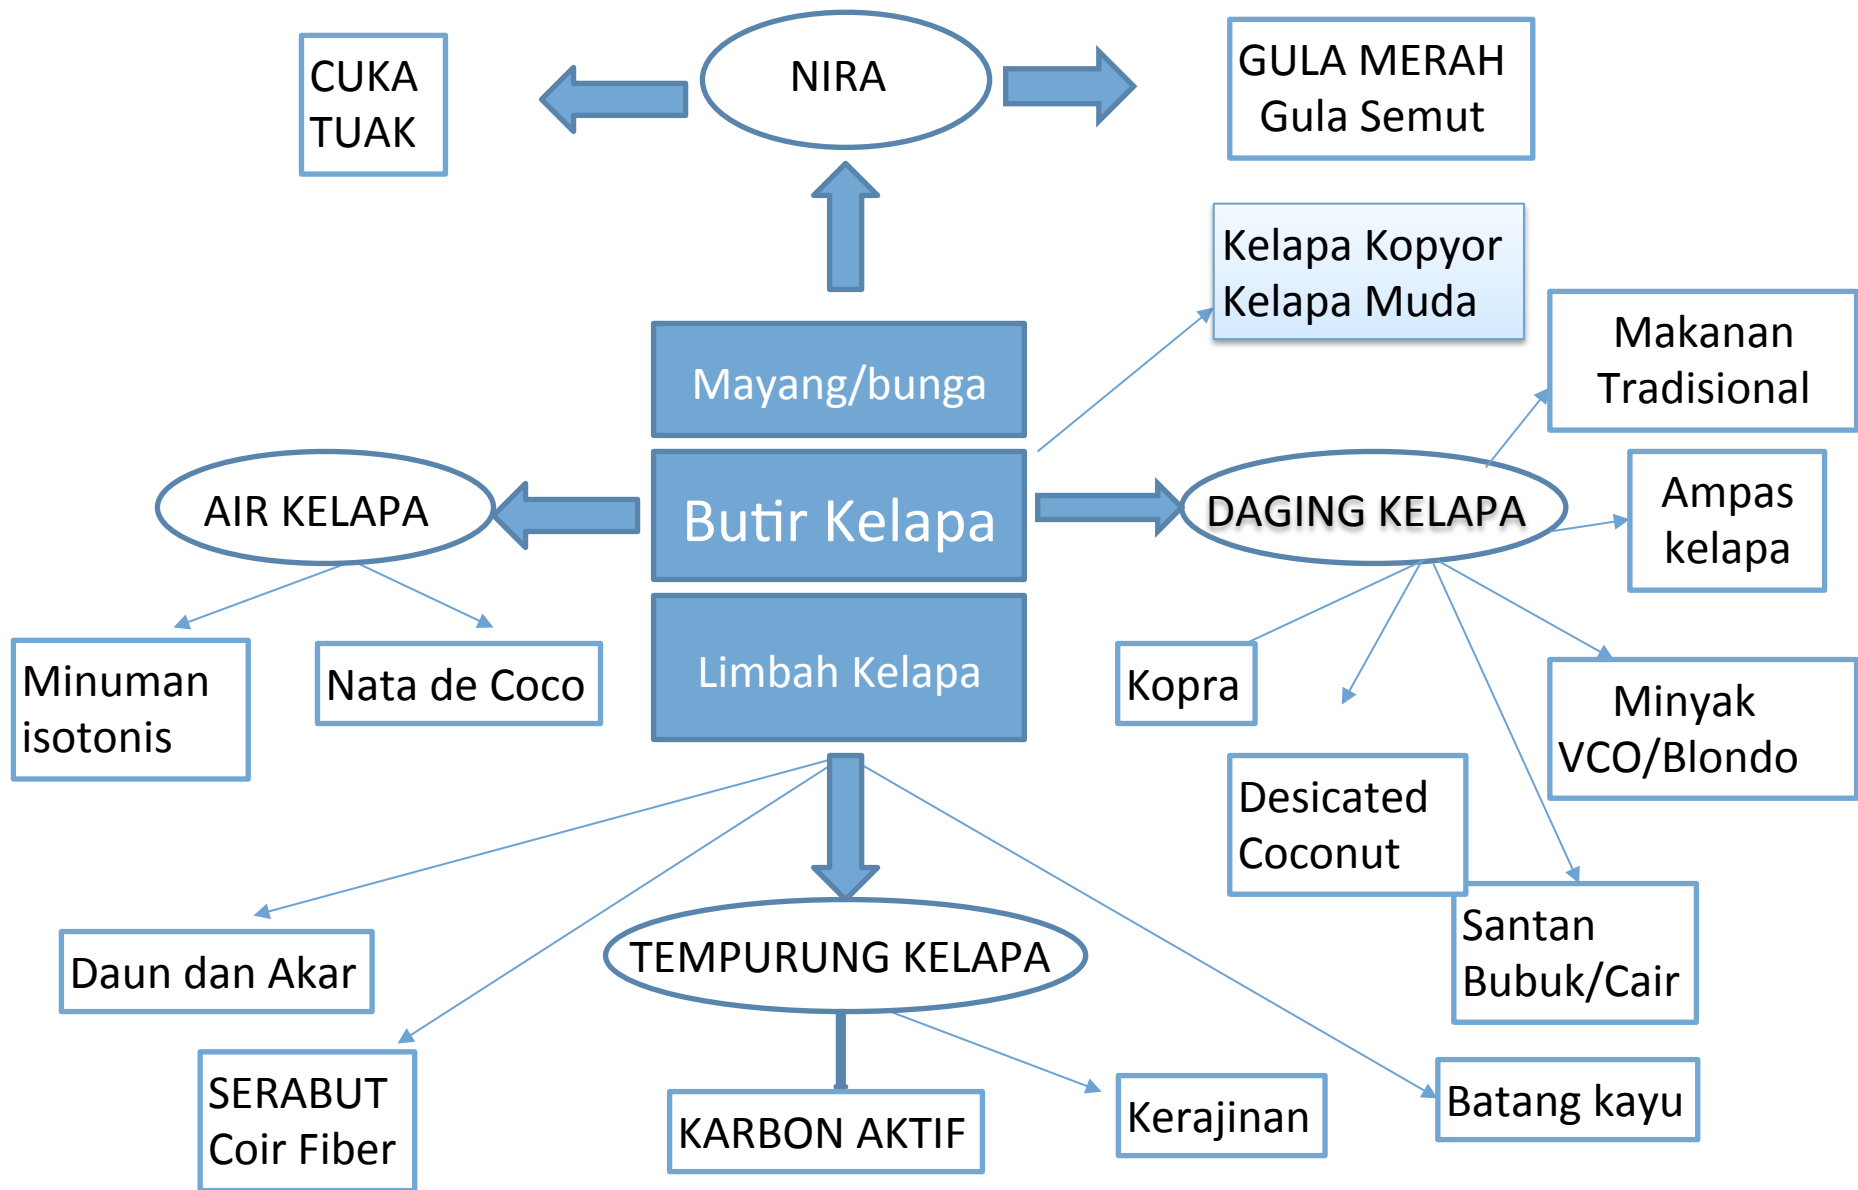 CUKA
TUAK
NIRA
GULA MERAH
Gula Semut
Kelapa Kopyor
Kelapa Muda
Makanan
Tradisional
Mayang/bunga
AIR KELAPA
Butir Kelapa
DAGING KELAPA
Ampas
kelapa
Minuman
isotonis
Nata de Coco
Limbah Kelapa
Kopra
Minyak
VCO/Blondo
Desicated
Coconut
Santan
Bubuk/Cair
Daun dan Akar
TEMPURUNG KELAPA
SERABUT
Coir Fiber
KARBON AKTIF
Kerajinan
Batang kayu